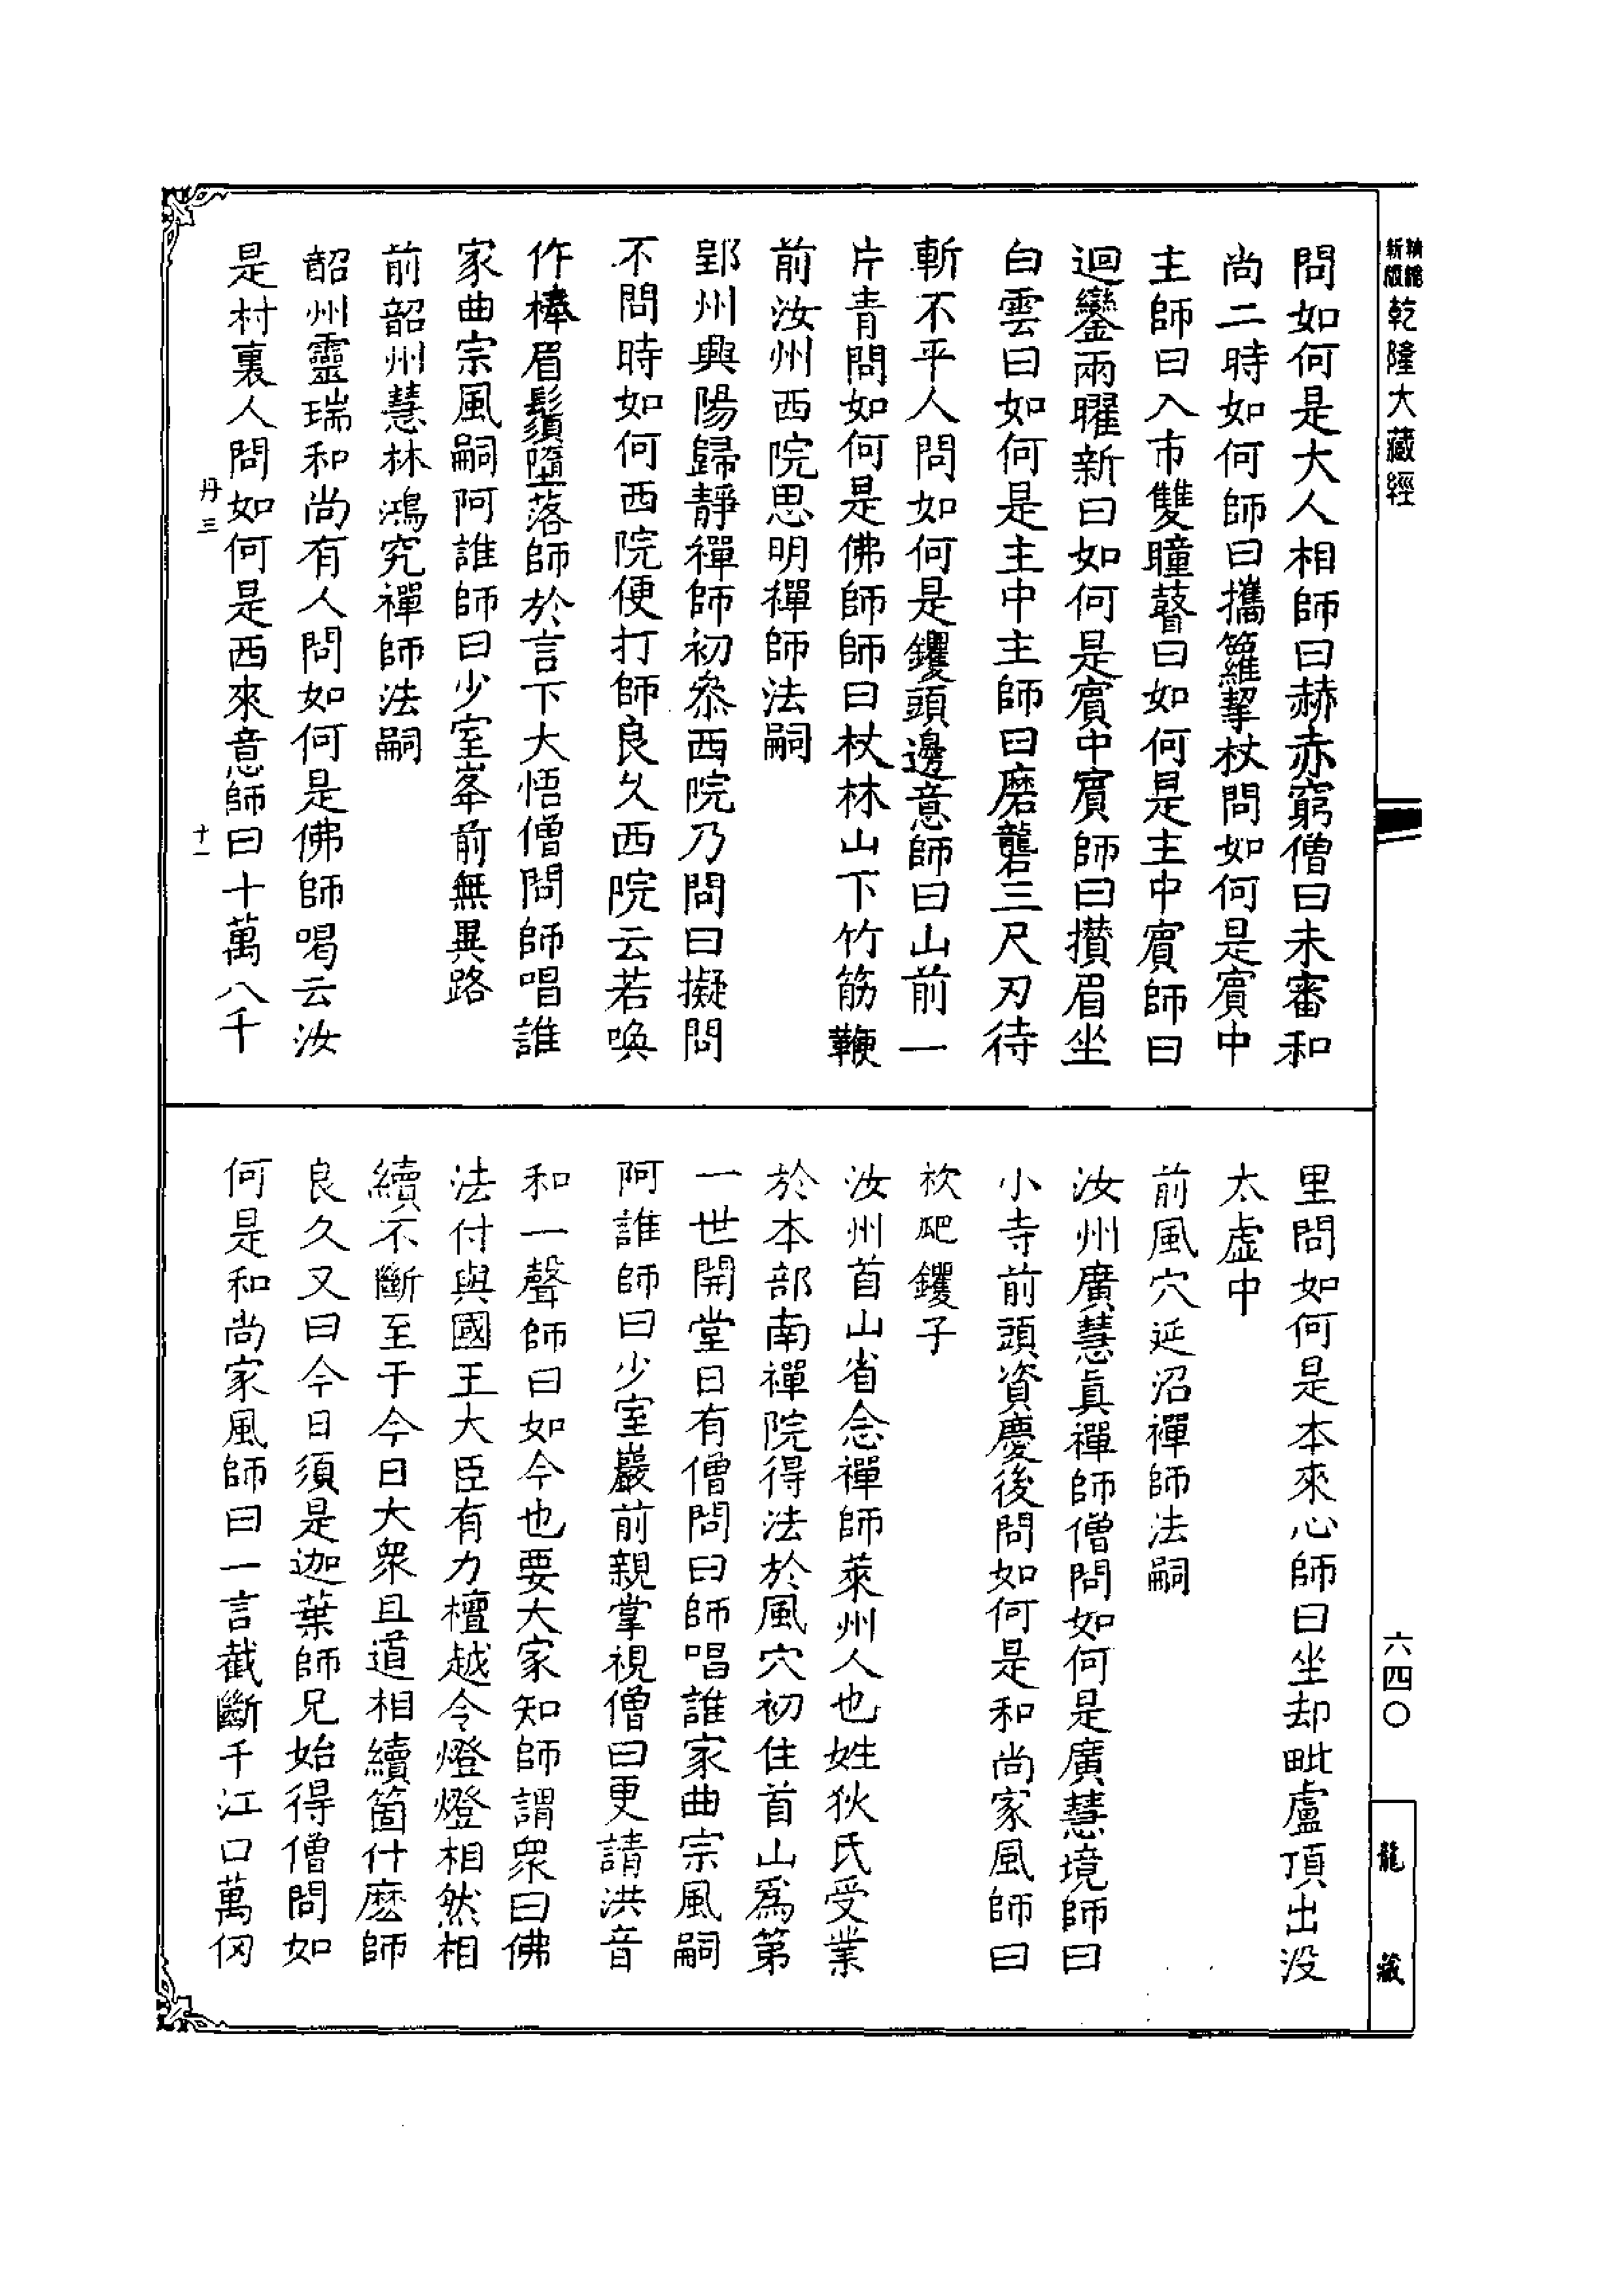 精編
新版
乾隆大藏經
問如何是大人相師曰赫赤窮僧曰未審和
尚二時如何師曰攜籮挈杖問如何是賓中
主師曰入市雙瞳瞽曰如何是主中賓師曰
迴鑾兩曜新曰如何是賓中賓師曰攢眉坐
白雲曰如何是主中主師曰磨礱三尺刃待
斬不平人問如何是钁頭邊意師曰山前一
片青問如何是佛師師曰杖林山下竹筋鞭
前汝州西院思明禪師法嗣
郢州興陽歸靜禪師初叅西院乃問曰擬問
不問時如何西院便打師良久西院云若喚
作棒眉鬚墮落師於言下大悟僧問師唱誰
家曲宗風嗣阿誰師曰少室峯前無異路
前韶州慧林鴻究禪師法嗣
韶州靈瑞和尚有人問如何是佛師喝云汝
是村裏人問如何是西來意師曰十萬八千
丹三
十一
里問如何是本來心師曰坐却毗盧頂出没
太虛中
前風穴延沼禪師法嗣
汝州廣慧眞禪師僧問如何是廣慧境師曰
小寺前頭資慶後問如何是和尚家風師曰
杴爬钁子
汝州首山省念禪師萊州人也姓狄氏受業
於本部南禪院得法於風穴初住首山爲第
一世開堂日有僧問曰師唱誰家曲宗風嗣
阿誰師曰少室巖前親掌視僧曰更請洪音
和一聲師曰如今也要大家知師謂衆曰佛
法付與國王大臣有力檀越令燈燈相然相
續不斷至于今日大衆且道相續箇什麽師
良久又曰今日須是迦葉師兄始得僧問如
何是和尚家風師曰一言截斷千江口萬仞
六四〇
龍藏